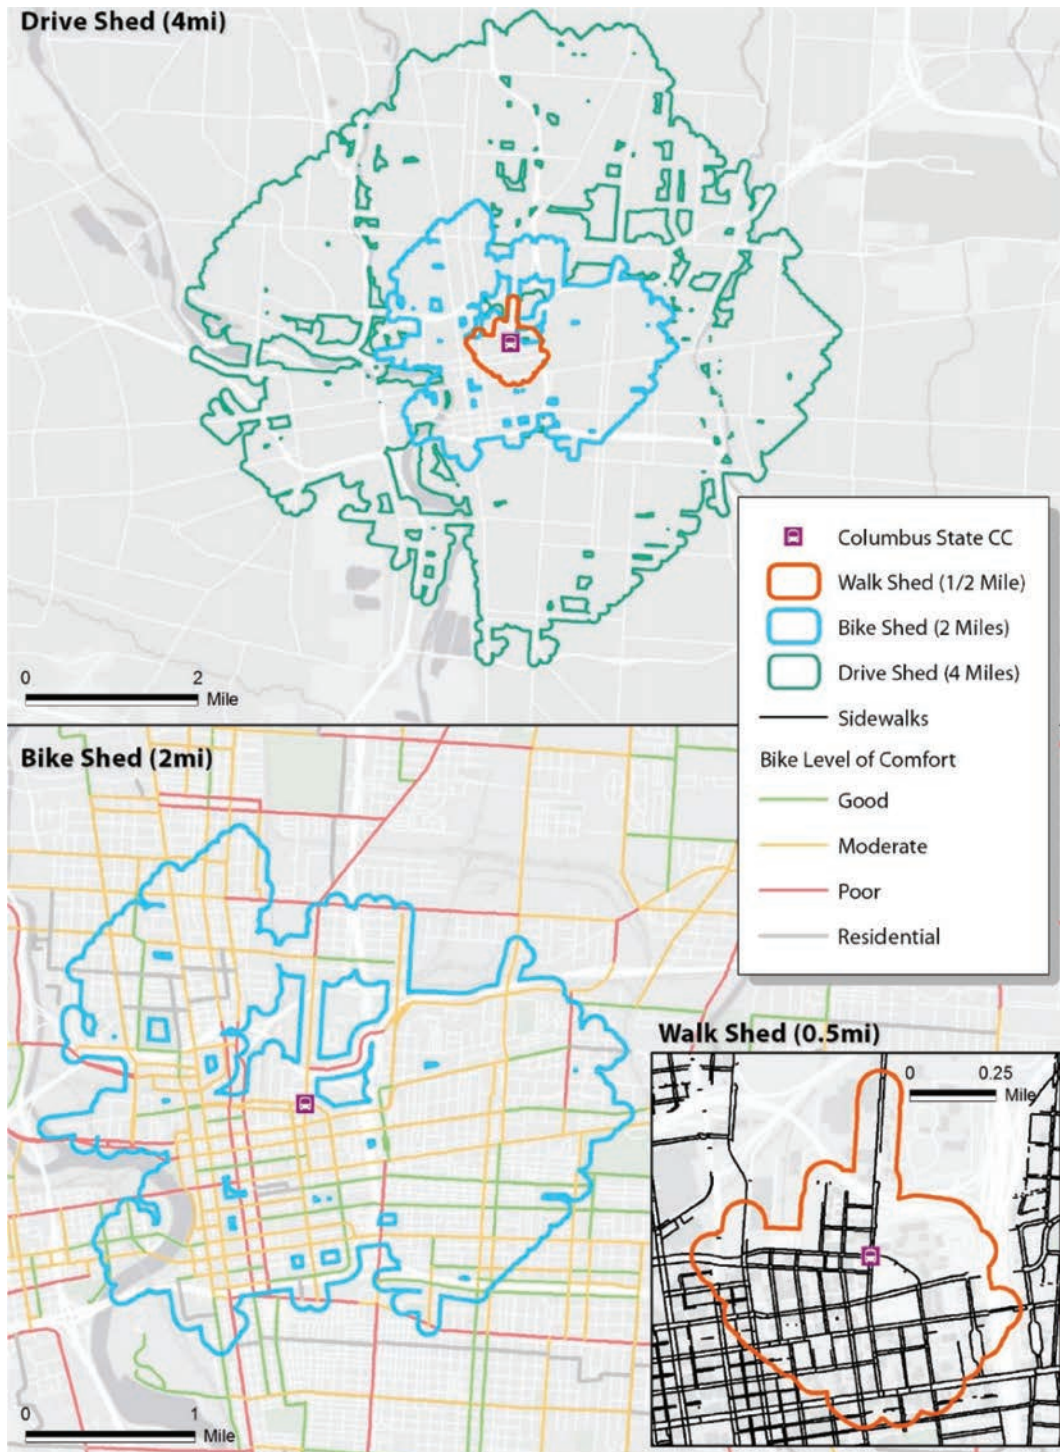 Drive Shed (4mi)
0 2
Mile
Columbus State CC
Walk Shed (1/2 Mile)
Bike Shed (2 Miles)
Drive Shed (4 Miles)
Sidewalks
Bike Level of Comfort
Good
Moderate
Poor
Residential
Bike Shed (2mi)
0 1
Mile
Walk Shed (0.5mi)
0 0.25
Mile